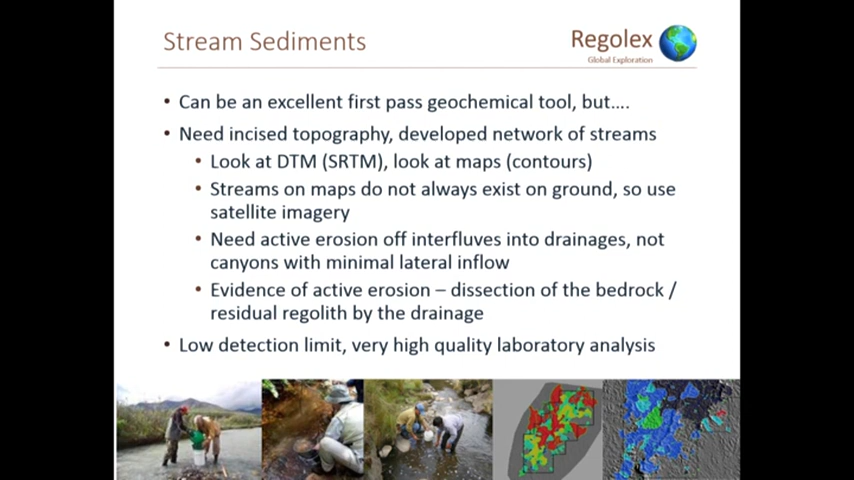 Stream Sediments
Regolex
Global Exploration
• Can be an excellent first pass geochemical tool, but....
• Need incised topography, developed network of streams
• Look at DTM (SRTM), look at maps (contours)
• Streams on maps do not always exist on ground, so use
satellite imagery
• Need active erosion off interfluves into drainages, not
canyons with minimal lateral inflow
• Evidence of active erosion – dissection of the bedrock /
residual regolith by the drainage
• Low detection limit, very high quality laboratory analysis